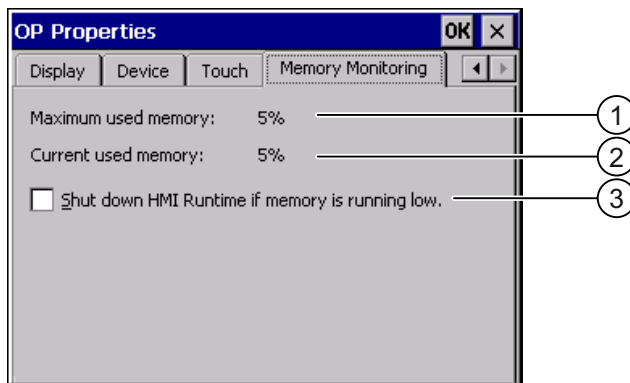 OP Properties OK ×
Display Device Touch Memory Monitoring
Maximum used memory: 5% 1
Current used memory: 5% 2
Shut down HMI Runtime if memory is running low. 3